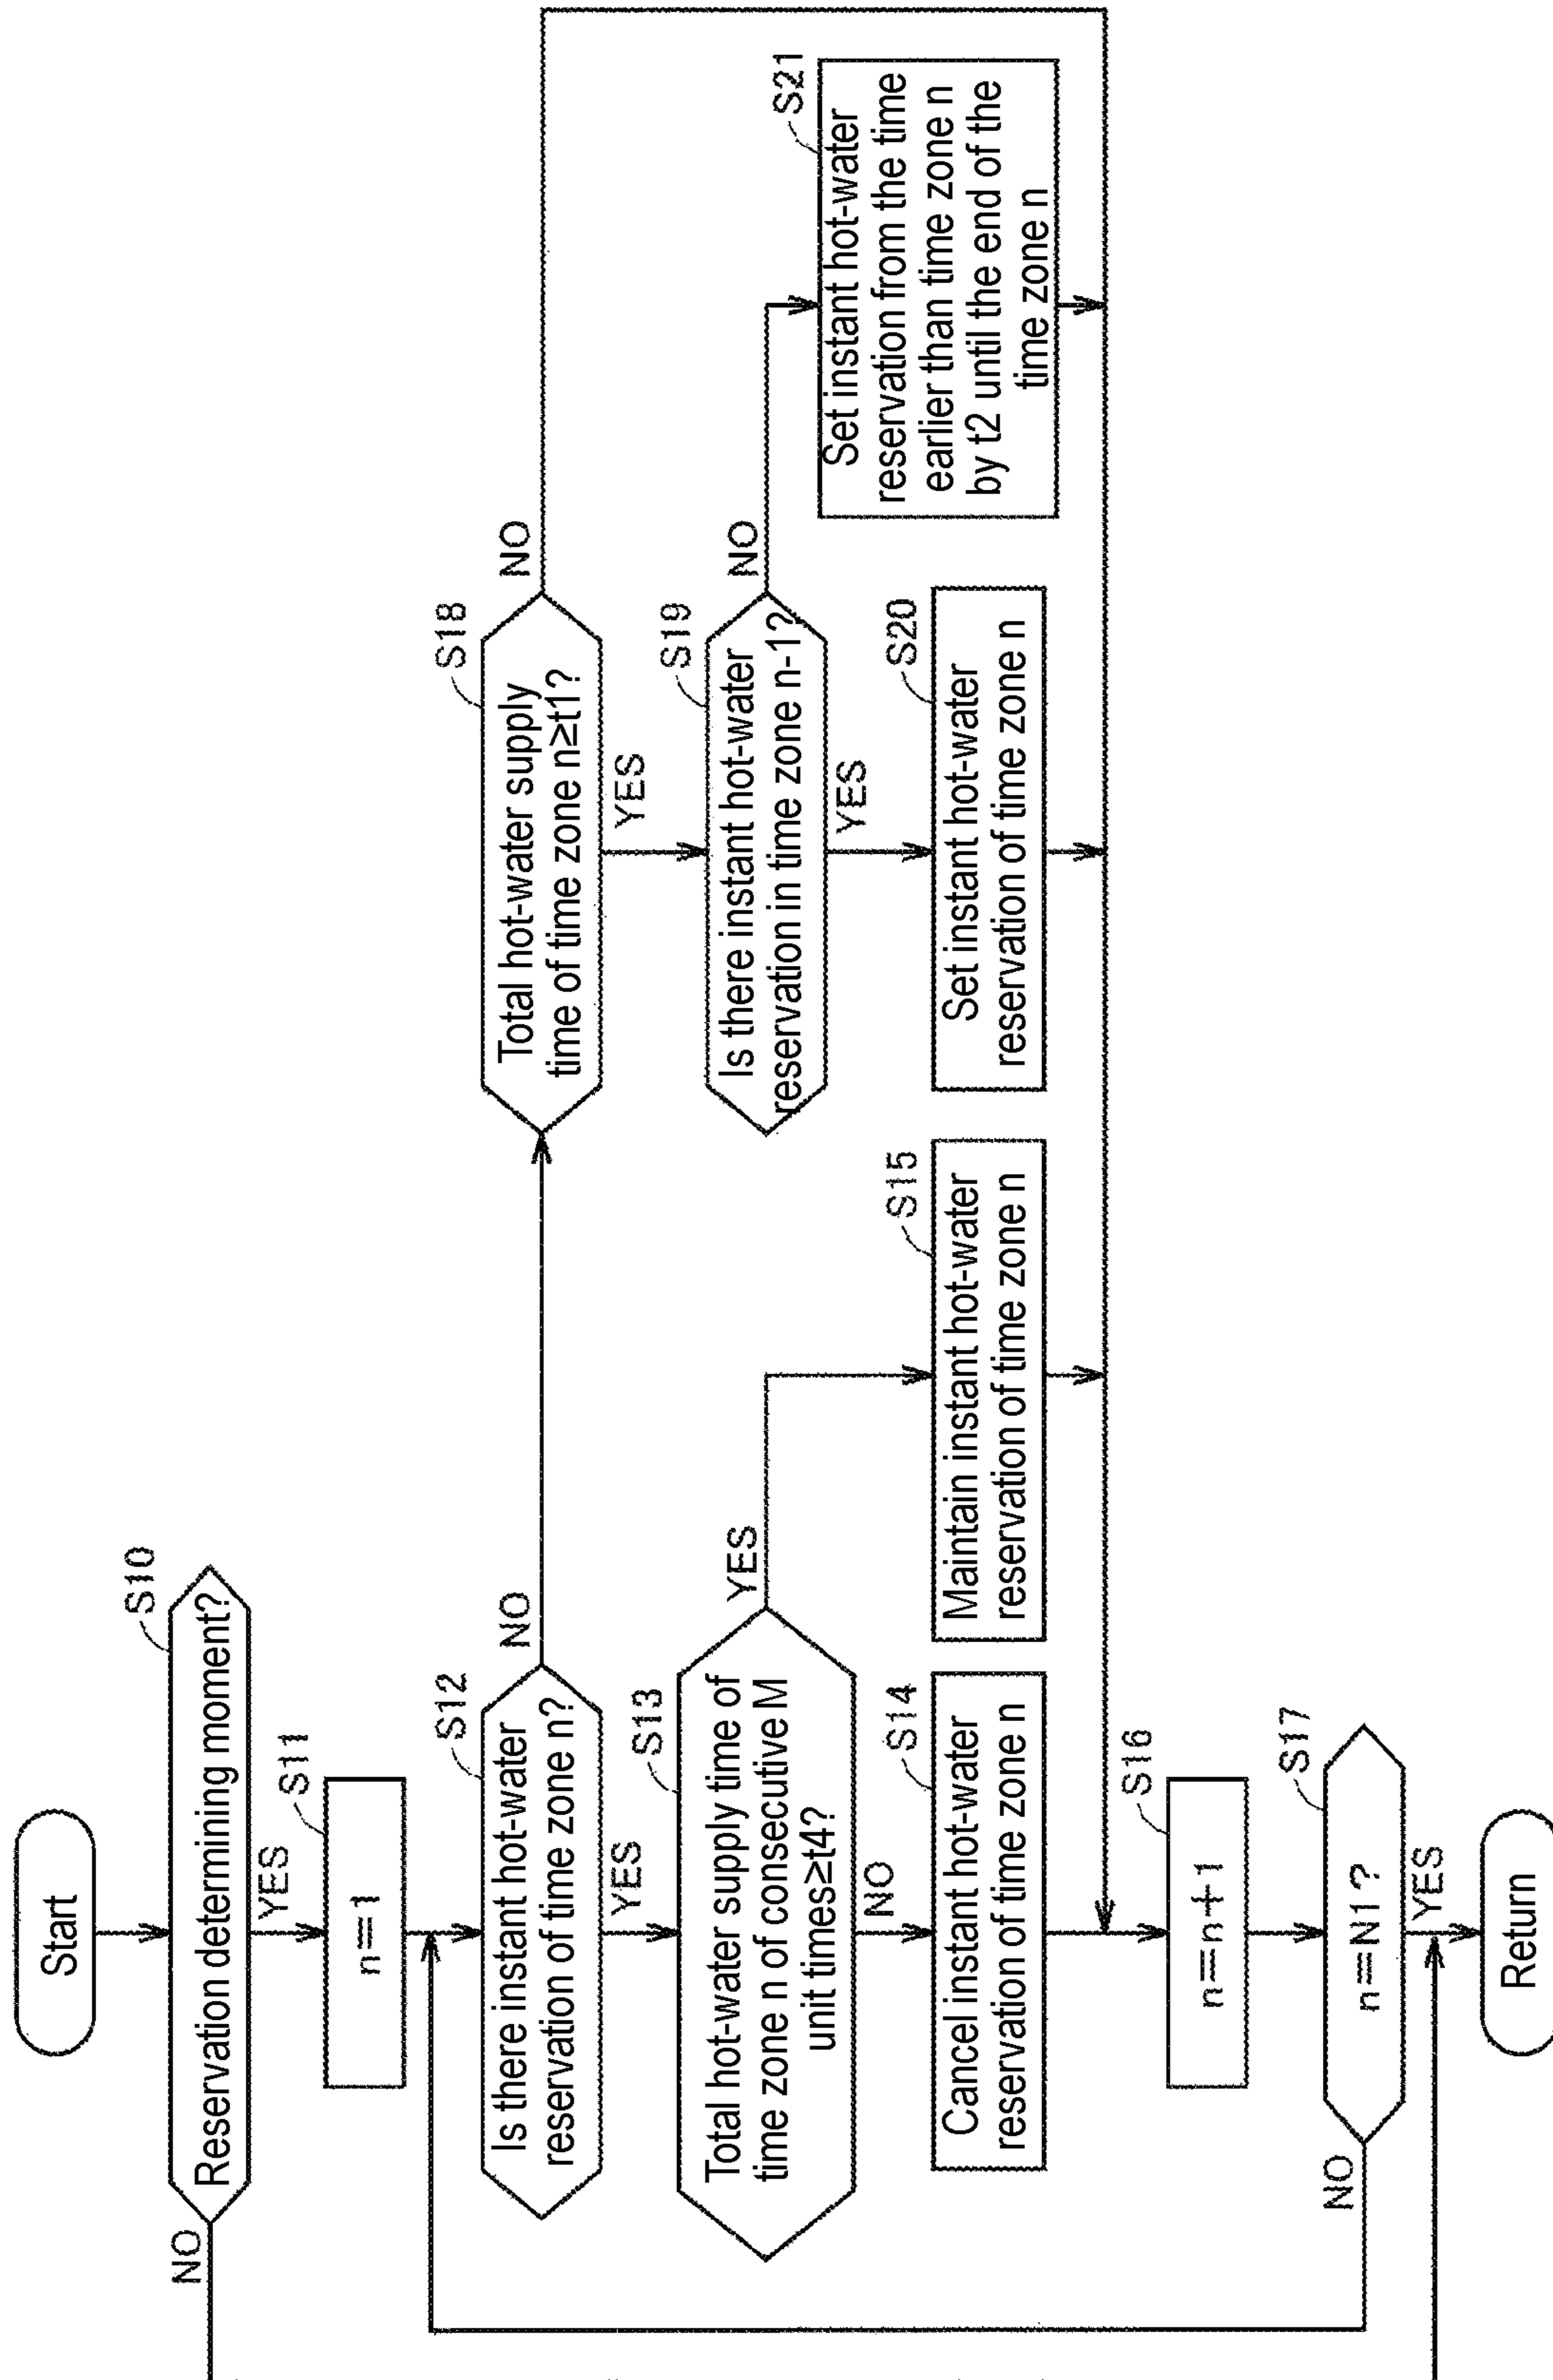 Start
S10
Reservation determining moment?
NO
YES
S11
n=1
S12
Is there instant hot-water
reservation of time zone n?
NO
YES
S13
Total hot-water supply time of
time zone n of consecutive M
unit times≥t4?
YES
NO
S14
Cancel instant hot-water
reservation of time zone n
S15
Maintain instant hot-water
reservation of time zone n
S16
n=n+1
S17
n=N1?
NO
YES
Return
S18
Total hot-water supply
time of time zone n≥t1?
NO
YES
S19
Is there instant hot-water
reservation in time zone n-1?
NO
YES
S20
Set instant hot-water
reservation of time zone n
S21
Set instant hot-water
reservation from the time
earlier than time zone n
by t2 until the end of the
time zone n